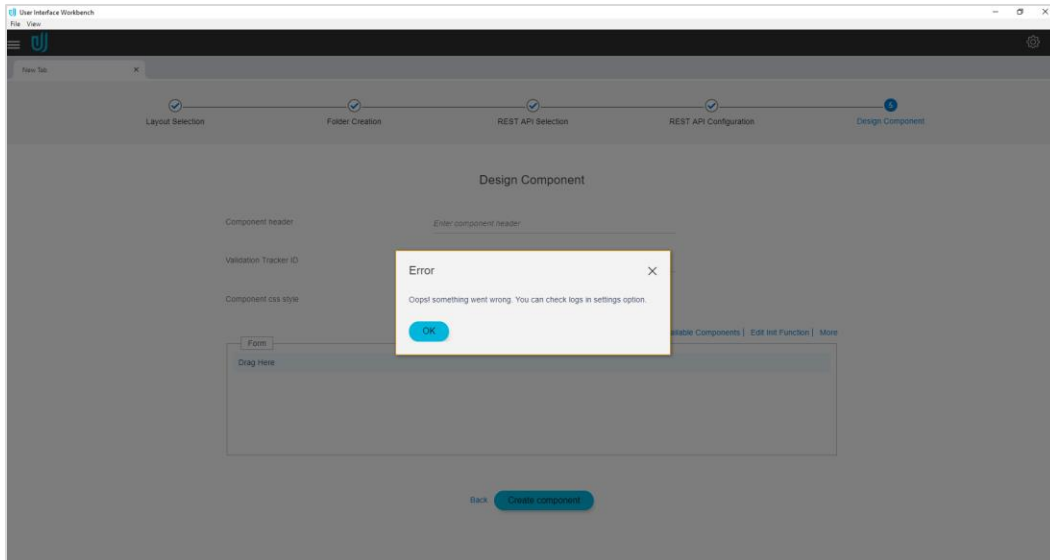 User Interface Workbench
File View
New Tab
Layout Selection
Folder Creation
REST API Selection
REST API Configuration
5
Design Component
Design Component
Component header
Enter component header
Validation Tracker ID
Component css style
Error
Oops! something went wrong. You can check logs in settings option.
OK
Components | Edit Init Function | More
Form
Drag Here
Back
Create component